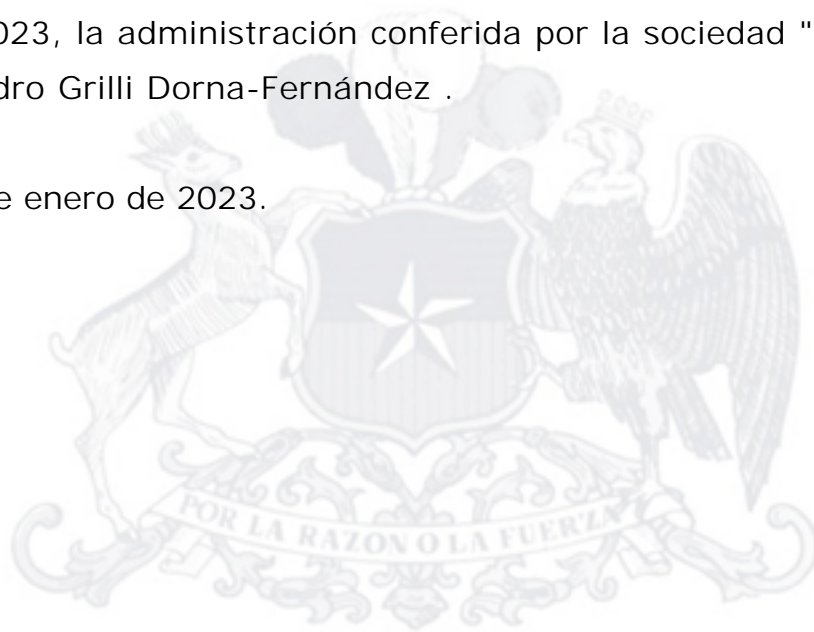 023, la administración conferida por la sociedad "
dro Grilli Dorna-Fernández .
e enero de 2023.
POR LA RAZON O LA FUERZA